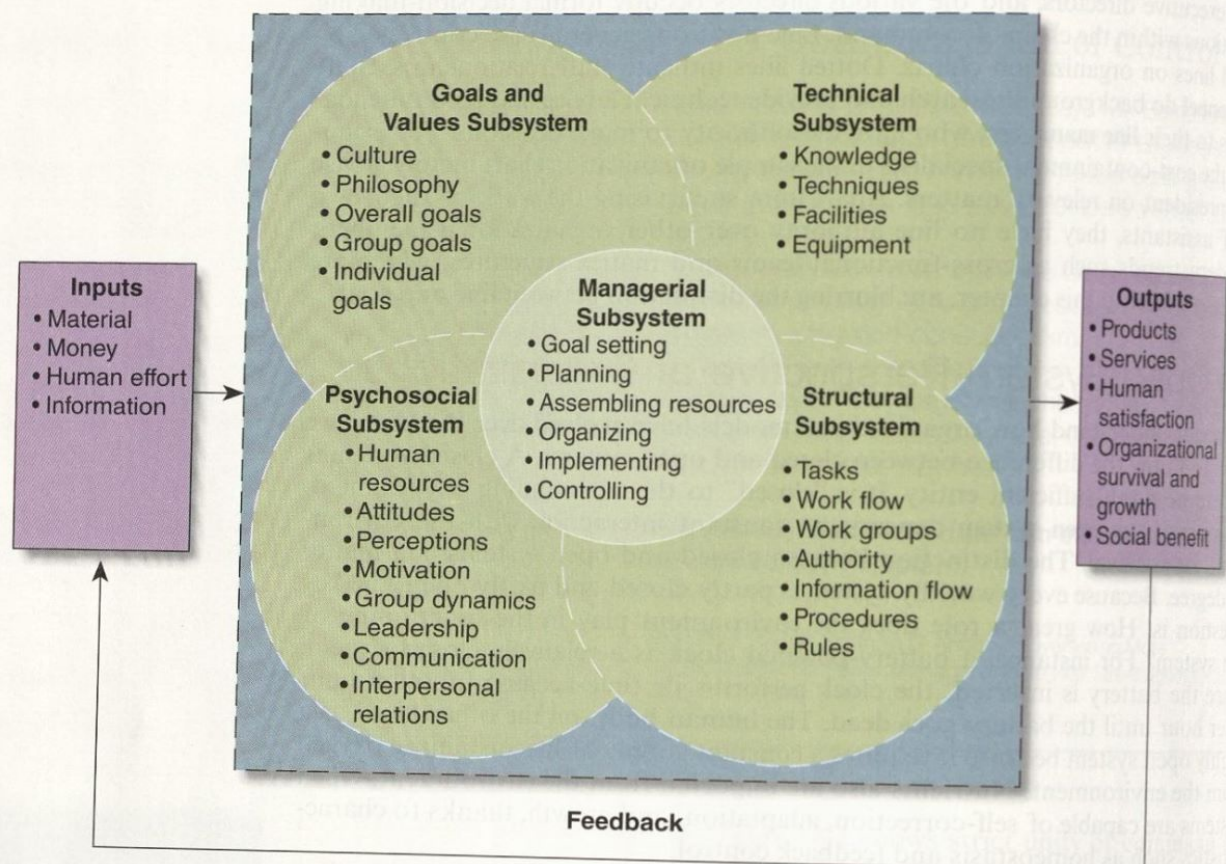 Goals and
Values Subsystem
• Culture
• Philosophy
• Overall goals
• Group goals
• Individual
goals
Technical
Subsystem
• Knowledge
• Techniques
• Facilities
• Equipment
Inputs
• Material
• Money
• Human effort
• Information
Managerial
Subsystem
• Goal setting
• Planning
• Assembling resources
• Organizing
• Implementing
• Controlling
Outputs
• Products
• Services
• Human
satisfaction
• Organizational
survival and
growth
• Social benefit
Psychosocial
Subsystem
• Human
resources
• Attitudes
• Perceptions
• Motivation
• Group dynamics
• Leadership
• Communication
• Interpersonal
relations
Structural
Subsystem
• Tasks
• Work flow
• Work groups
• Authority
• Information flow
• Procedures
• Rules
Feedback